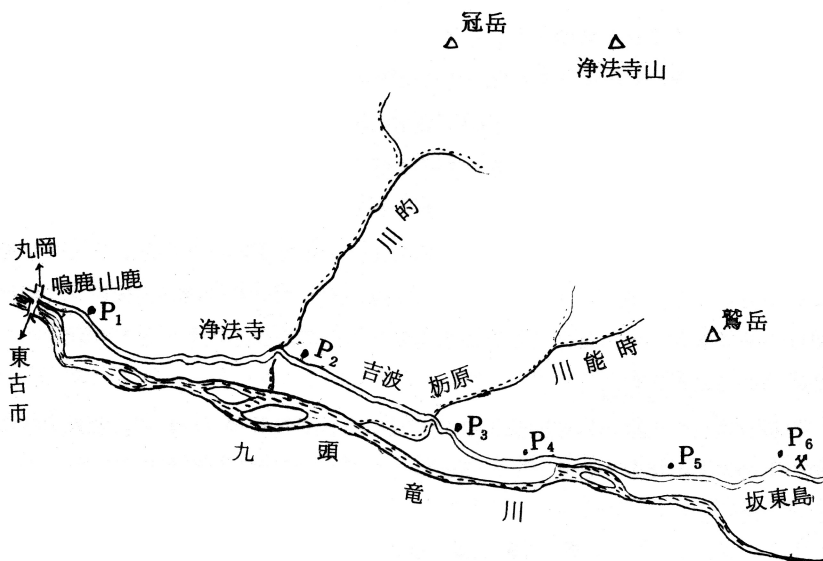 冠岳
浄法寺山
川的
丸岡
鳴鹿山鹿
P1
東古市
浄法寺
P2
吉波
栃原
川能時
鷲岳
P3
P4
P5
P6
坂東島
九頭竜川